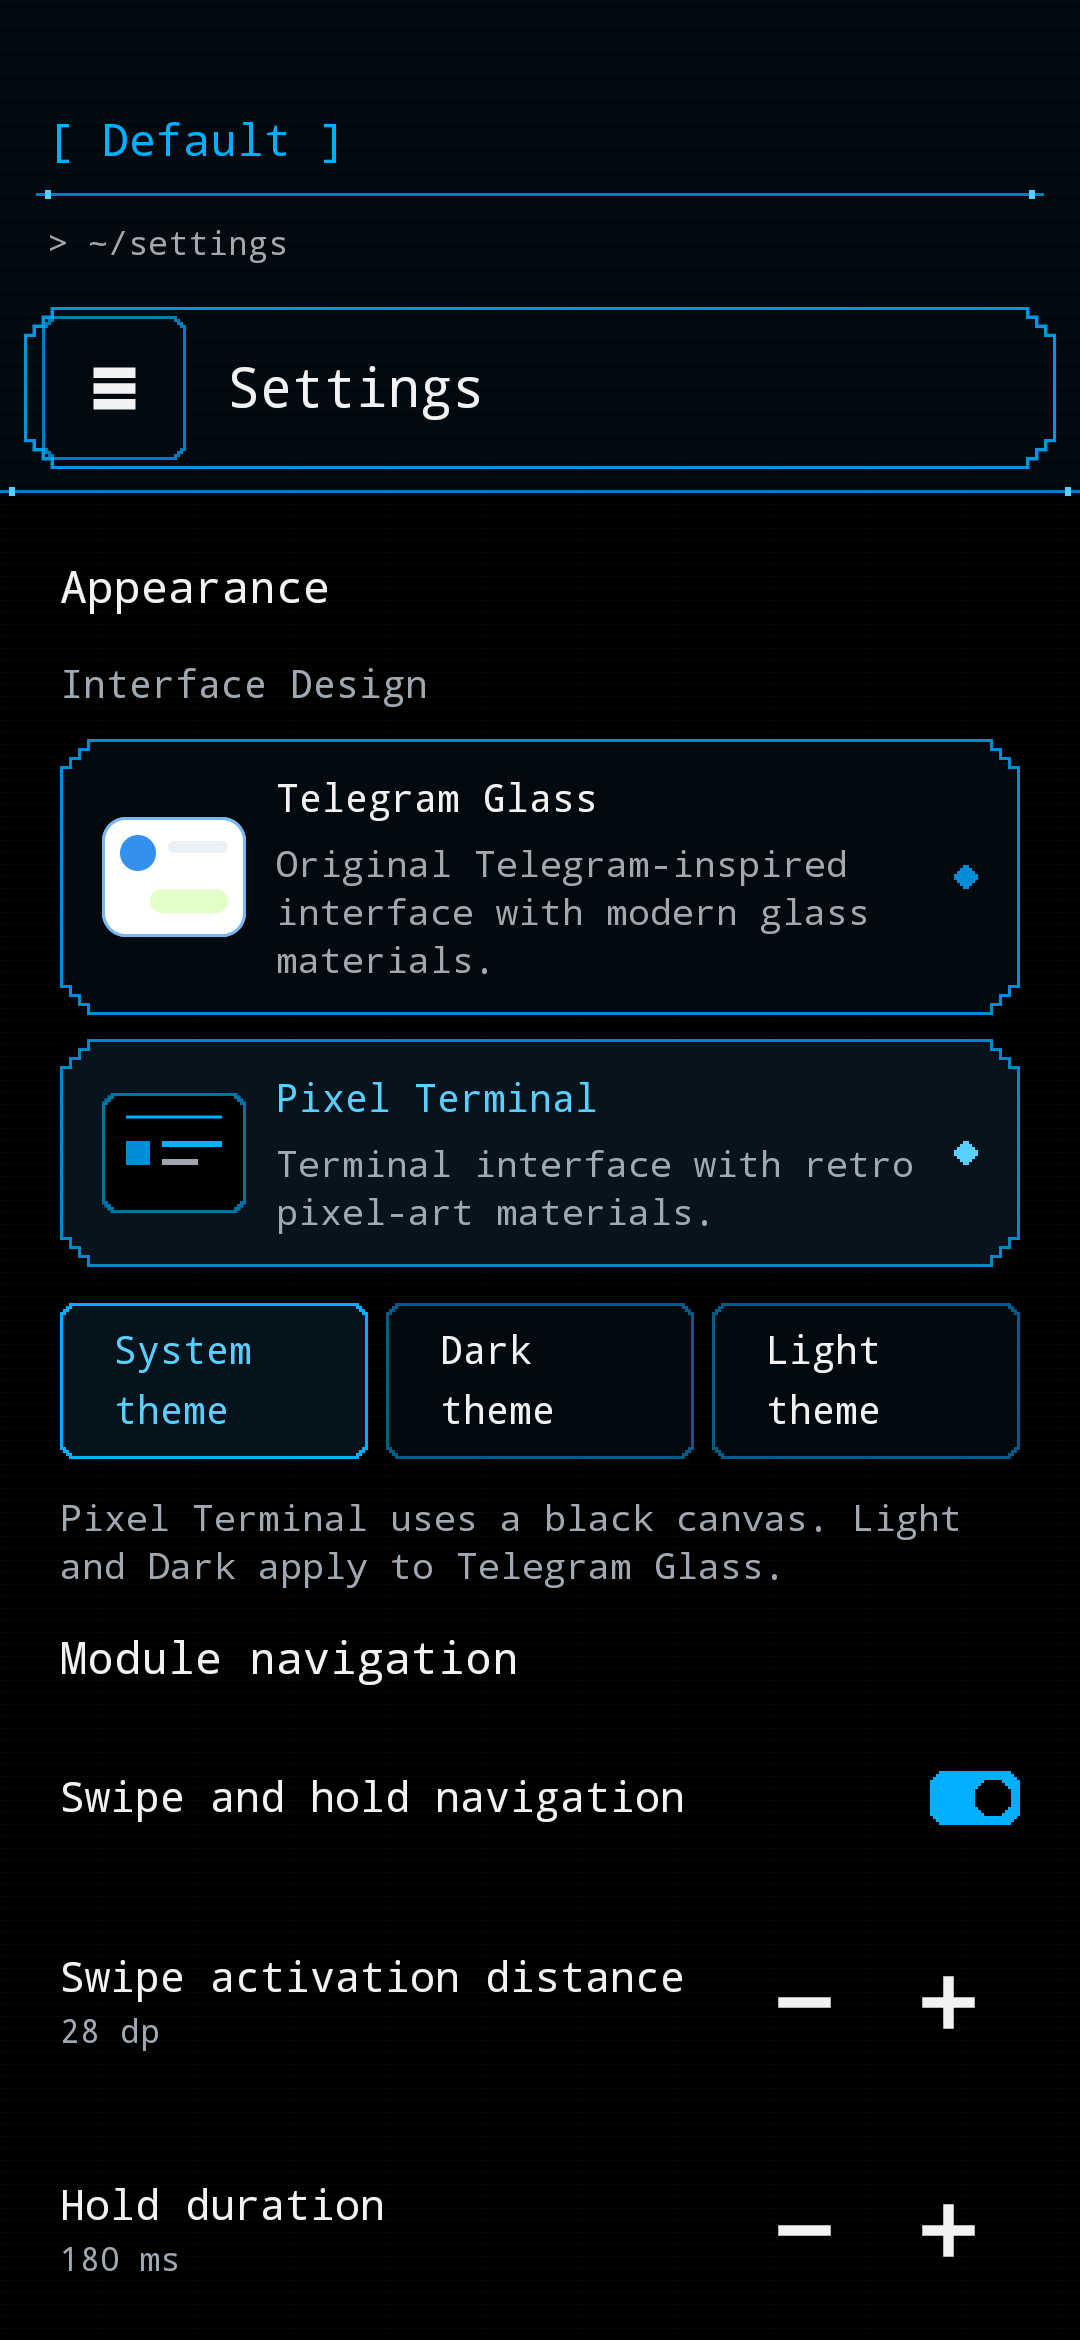 [ Default ]
> ~/settings
Settings
Appearance
Interface Design
Telegram Glass
Original Telegram-inspired
interface with modern glass
materials.
Pixel Terminal
Terminal interface with retro
pixel-art materials.
System
theme
Dark
theme
Light
theme
Pixel Terminal uses a black canvas. Light
and Dark apply to Telegram Glass.
Module navigation
Swipe and hold navigation
Swipe activation distance
28 dp
Hold duration
180 ms